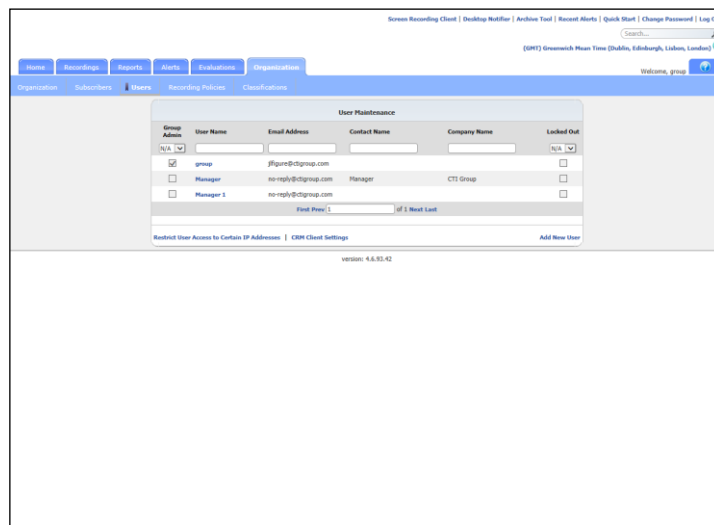 Screen Recording Client | Desktop Notifier | Archive Tool | Recent Alerts | Quick Start | Change Password | Log
Search...
(GMT) Greenwich Mean Time (Dublin, Edinburgh, Lisbon, London)
Home Recordings Reports Alerts Evaluations Organization
Welcome, group
Organization Subscribers Users Recording Policies Classifications
User Maintenance
Group Admin User Name Email Address Contact Name Company Name Locked Out
N/A N/A
group jlfigure@ctigroup.com
Manager no-reply@ctigroup.com Manager CTI Group
Manager 1 no-reply@ctigroup.com
First Prev 1 of 1 Next Last
Restrict User Access to Certain IP Addresses | CRM Client Settings Add New User
version: 4.6.93.42